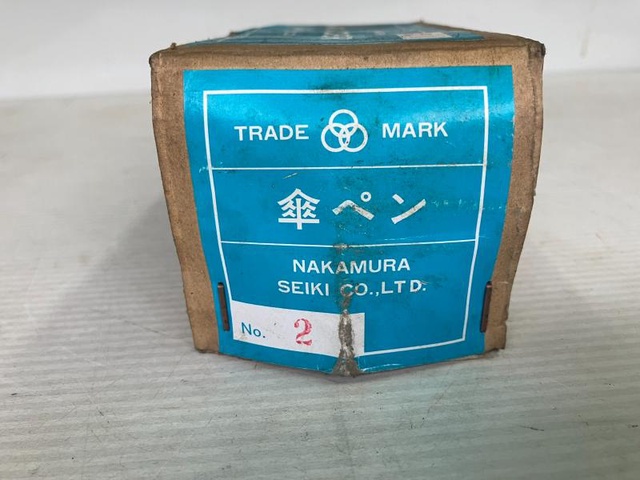 TRADE MARK
傘ペン
NAKAMURA
SEIKI CO.,LTD.
No. 2